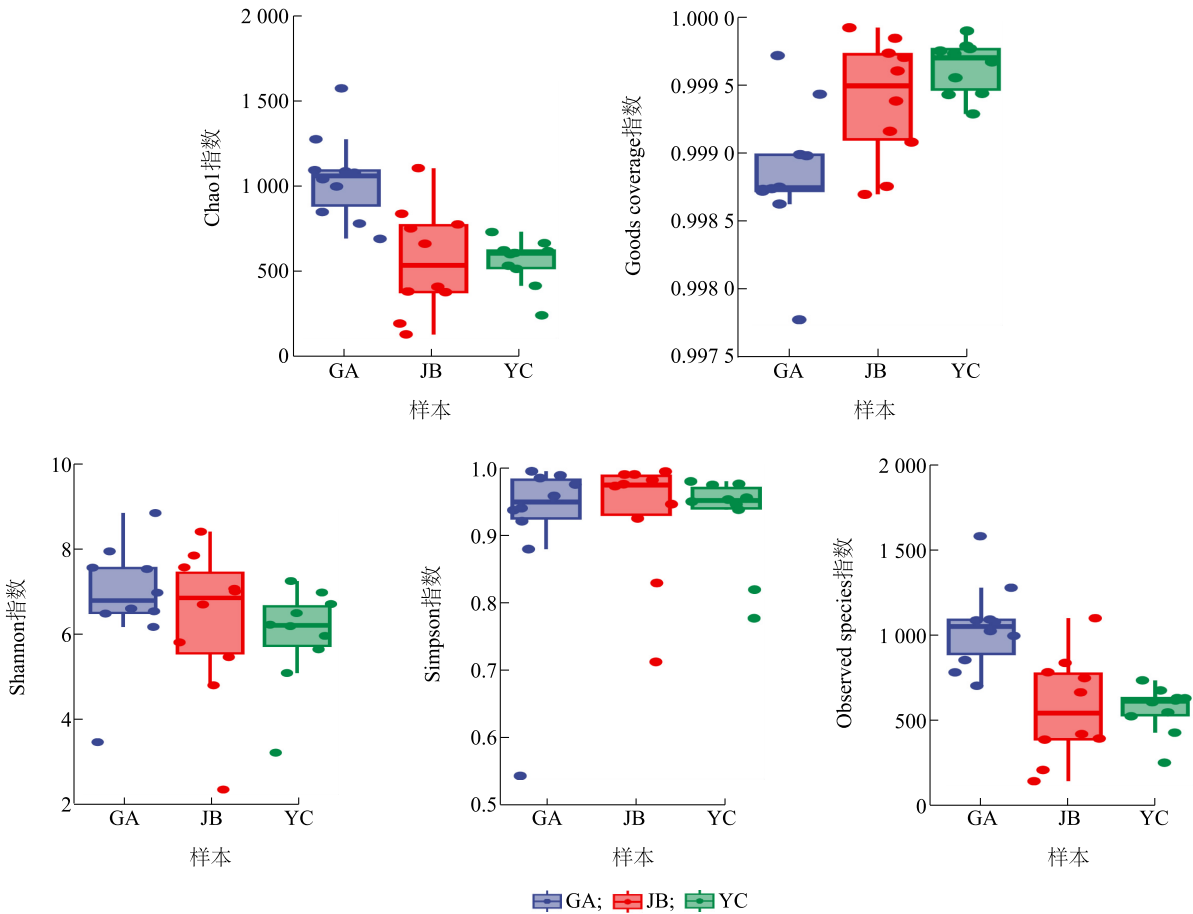 2 000
1 500
1 000
500
0
Chao1指数
GA
JB
YC
样本
1.000 0
0.999 5
0.999 0
0.998 5
0.998 0
0.997 5
Goods coverage指数
GA
JB
YC
样本
10
8
6
4
2
Shannon指数
GA
JB
YC
样本
1.0
0.9
0.8
0.7
0.6
0.5
Simpson指数
GA
JB
YC
样本
2 000
1 500
1 000
500
0
Observed species指数
GA
JB
YC
样本
GA; JB; YC